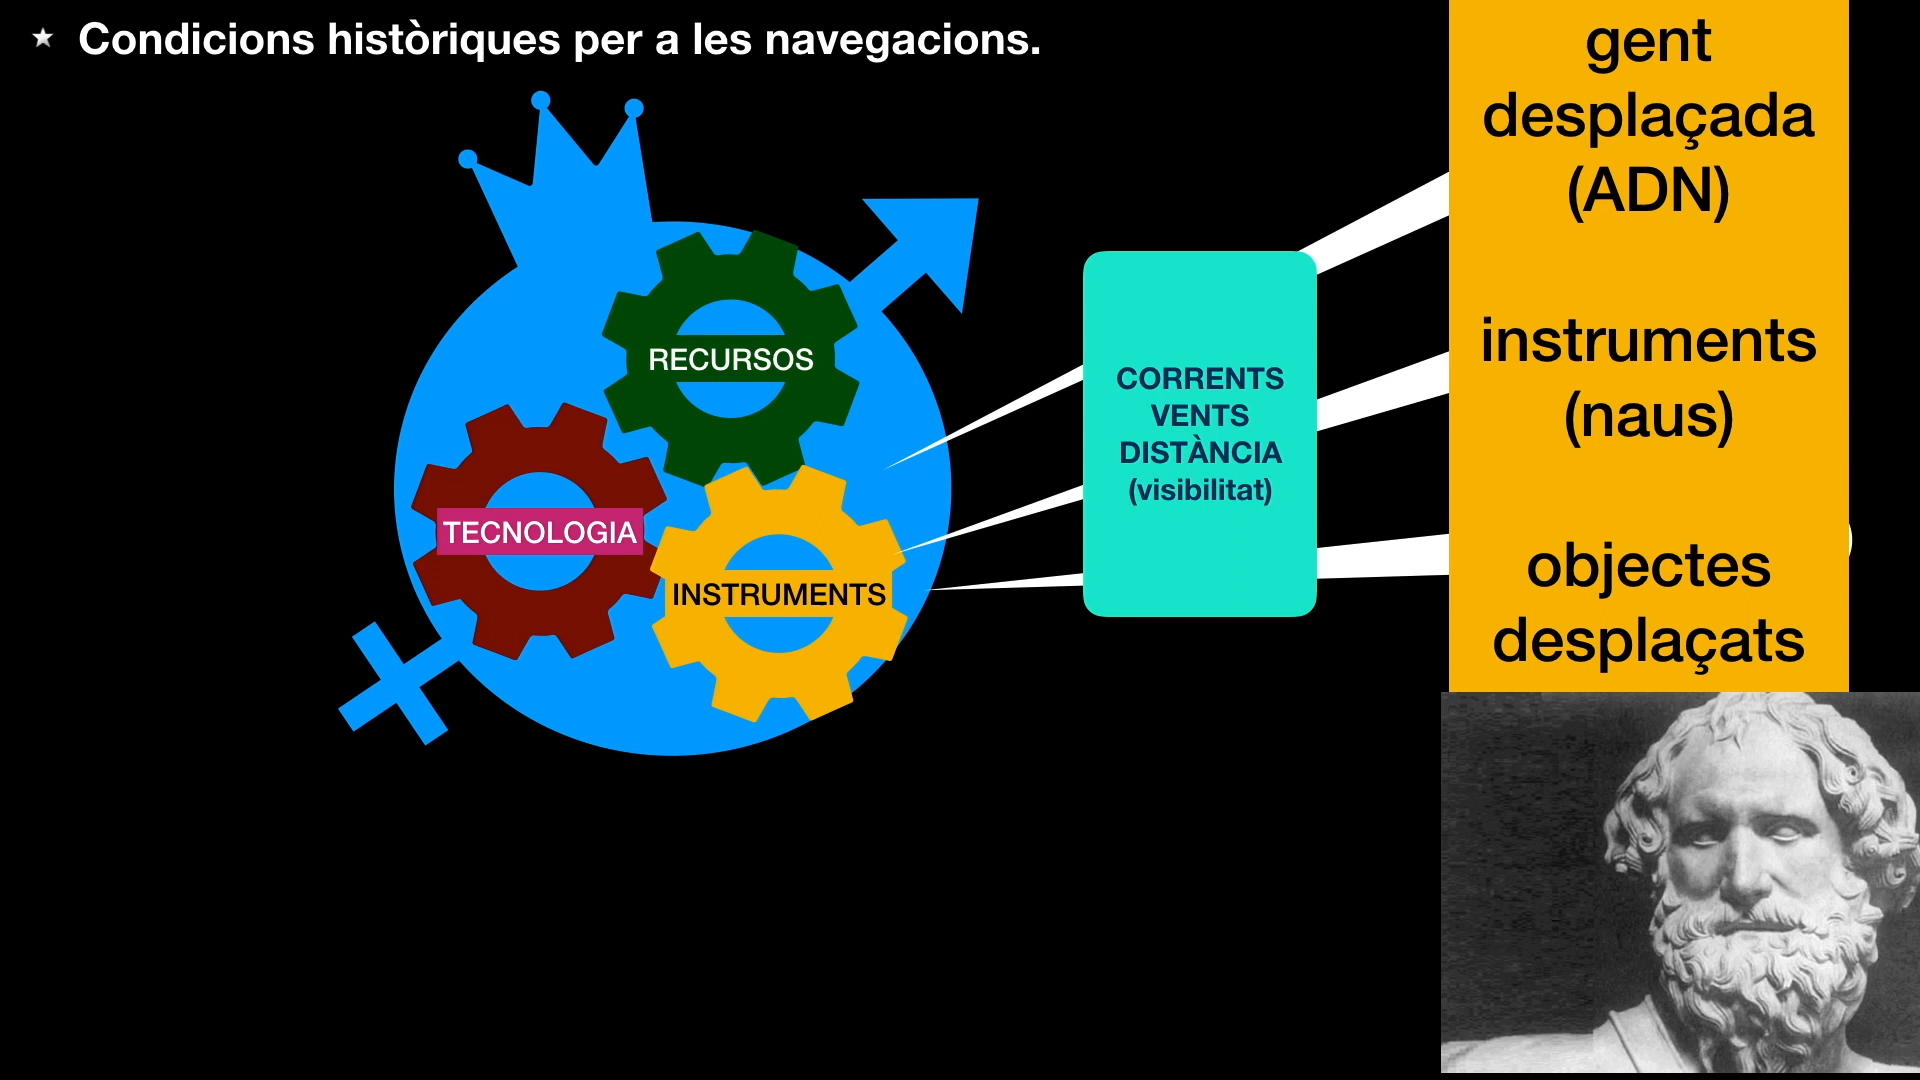 Condicions històriques per a les navegacions.
RECURSOS
TECNOLOGIA
INSTRUMENTS
CORRENTS
VENTS
DISTÀNCIA
(visibilitat)
gent
desplaçada
(ADN)
instruments
(naus)
objectes
desplaçats